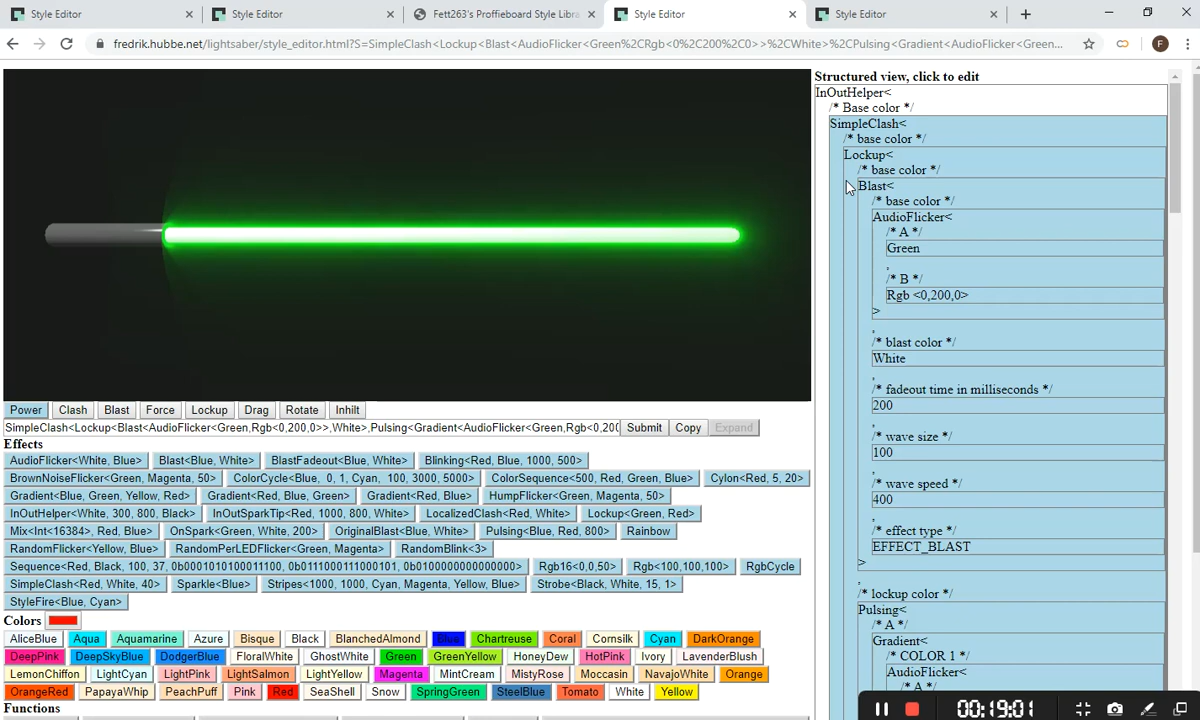 Style Editor
Style Editor
Fett263's Proffieboard Style Libra
Style Editor
Style Editor
fredrik.hubbe.net/lightsaber/style_editor.html?S=SimpleClash<Lockup<Blast<AudioFlicker<Green%2CRgb<0%2C200%2C0>>%2CWhite>%2CPulsing<Gradient<AudioFlicker<Green...
F
Structured view, click to edit
InOutHelper<
/* Base color */
SimpleClash<
/* base color */
Lockup<
/* base color */
Blast<
/* base color */
AudioFlicker<
/* A */
Green
,
/* B */
Rgb <0,200,0>
>
,
/* blast color */
White
,
/* fadeout time in milliseconds */
200
,
/* wave size */
100
,
/* wave speed */
400
,
/* effect type */
EFFECT_BLAST
>
,
/* lockup color */
Pulsing<
/* A */
Gradient<
/* COLOR 1 */
AudioFlicker<
/* A */
Power Clash Blast Force Lockup Drag Rotate Inhilt
SimpleClash<Lockup<Blast<AudioFlicker<Green,Rgb<0,200,0>>,White>,Pulsing<Gradient<AudioFlicker<Green,Rgb<0,200 Submit Copy Expand
Effects
AudioFlicker<White, Blue> Blast<Blue, White> BlastFadeout<Blue, White> Blinking<Red, Blue, 1000, 500>
BrownNoiseFlicker<Green, Magenta, 50> ColorCycle<Blue, 0, 1, Cyan, 100, 3000, 5000> ColorSequence<500, Red, Green, Blue> Cylon<Red, 5, 20>
Gradient<Blue, Green, Yellow, Red> Gradient<Red, Blue, Green> Gradient<Red, Blue> HumpFlicker<Green, Magenta, 50>
InOutHelper<White, 300, 800, Black> InOutSparkTip<Red, 1000, 800, White> LocalizedClash<Red, White> Lockup<Green, Red>
Mix<Int<16384>, Red, Blue> OnSpark<Green, White, 200> OriginalBlast<Blue, White> Pulsing<Blue, Red, 800> Rainbow
RandomFlicker<Yellow, Blue> RandomPerLEDFlicker<Green, Magenta> RandomBlink<3>
Sequence<Red, Black, 100, 37, 0b0001010100011100, 0b0111000111000101, 0b0100000000000000> Rgb16<0,0,50> Rgb<100,100,100> RgbCycle
SimpleClash<Red, White, 40> Sparkle<Blue> Stripes<1000, 1000, Cyan, Magenta, Yellow, Blue> Strobe<Black, White, 15, 1>
StyleFire<Blue, Cyan>
Colors
AliceBlue Aqua Aquamarine Azure Bisque Black BlanchedAlmond Blue Chartreuse Coral Cornsilk Cyan DarkOrange
DeepPink DeepSkyBlue DodgerBlue FloralWhite GhostWhite Green GreenYellow HoneyDew HotPink Ivory LavenderBlush
LemonChiffon LightCyan LightPink LightSalmon LightYellow Magenta MintCream MistyRose Moccasin NavajoWhite Orange
OrangeRed PapayaWhip PeachPuff Pink Red SeaShell Snow SpringGreen SteelBlue Tomato White Yellow
Functions
00:19:01